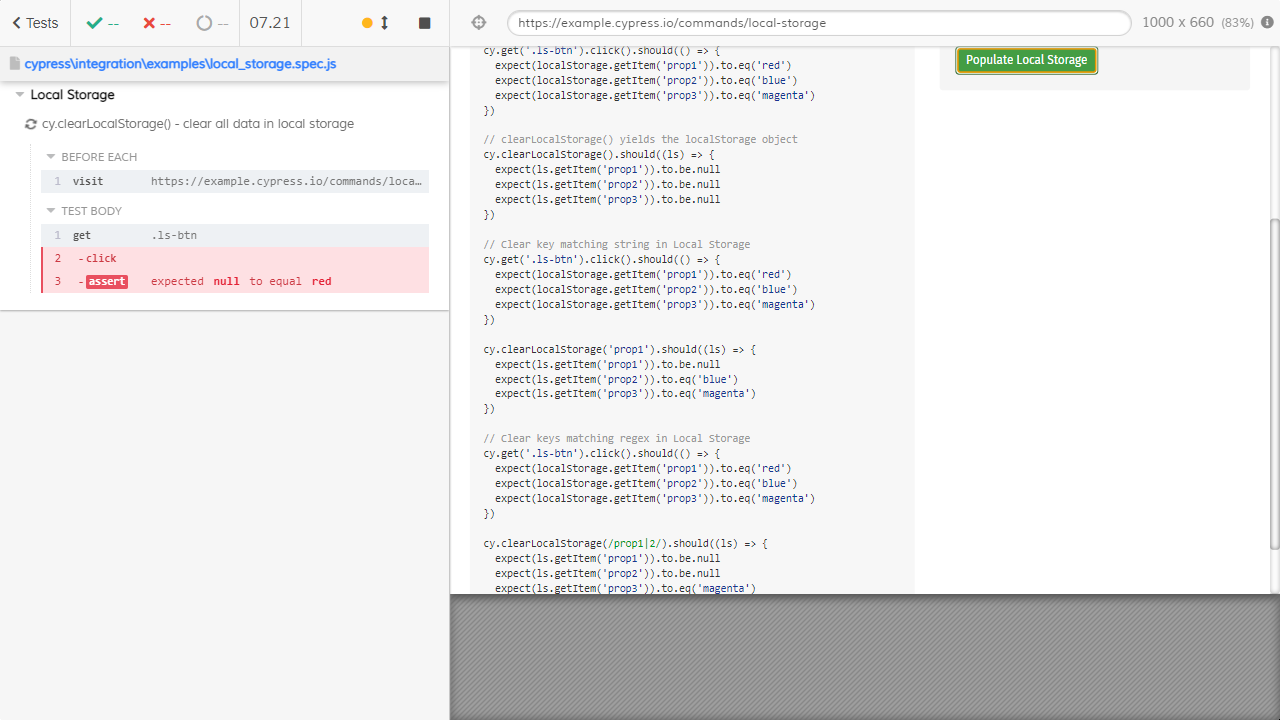 Tests
--
--
--
07.21
https://example.cypress.io/commands/local-storage
1000 x 660 (83%)
cypress\integration\examples\local_storage.spec.js
Local Storage
cy.clearLocalStorage() - clear all data in local storage
BEFORE EACH
1 visit https://example.cypress.io/commands/loca…
TEST BODY
1 get .ls-btn
2 -click
3 -assert expected null to equal red
cy.get('.ls-btn').click().should(() => {
expect(localStorage.getItem('prop1')).to.eq('red')
expect(localStorage.getItem('prop2')).to.eq('blue')
expect(localStorage.getItem('prop3')).to.eq('magenta')
})
// clearLocalStorage() yields the localStorage object
cy.clearLocalStorage().should((ls) => {
expect(ls.getItem('prop1')).to.be.null
expect(ls.getItem('prop2')).to.be.null
expect(ls.getItem('prop3')).to.be.null
})
// Clear key matching string in Local Storage
cy.get('.ls-btn').click().should(() => {
expect(localStorage.getItem('prop1')).to.eq('red')
expect(localStorage.getItem('prop2')).to.eq('blue')
expect(localStorage.getItem('prop3')).to.eq('magenta')
})
cy.clearLocalStorage('prop1').should((ls) => {
expect(ls.getItem('prop1')).to.be.null
expect(ls.getItem('prop2')).to.eq('blue')
expect(ls.getItem('prop3')).to.eq('magenta')
})
// Clear keys matching regex in Local Storage
cy.get('.ls-btn').click().should(() => {
expect(localStorage.getItem('prop1')).to.eq('red')
expect(localStorage.getItem('prop2')).to.eq('blue')
expect(localStorage.getItem('prop3')).to.eq('magenta')
})
cy.clearLocalStorage(/prop1|2/).should((ls) => {
expect(ls.getItem('prop1')).to.be.null
expect(ls.getItem('prop2')).to.be.null
expect(ls.getItem('prop3')).to.eq('magenta')
Populate Local Storage